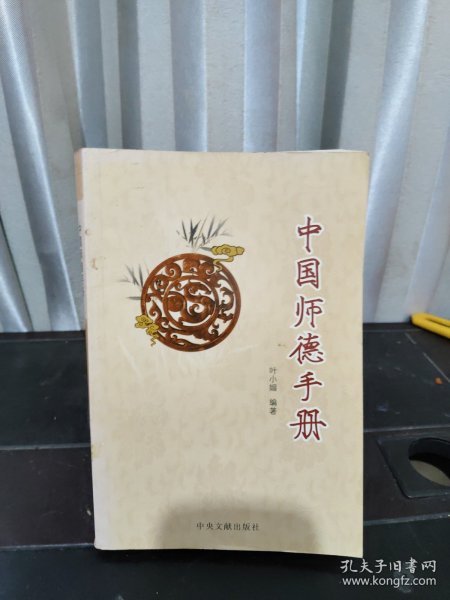 中国师德手册
叶小媚 编著
中央文献出版社
孔夫子旧书网
www.kongfz.com